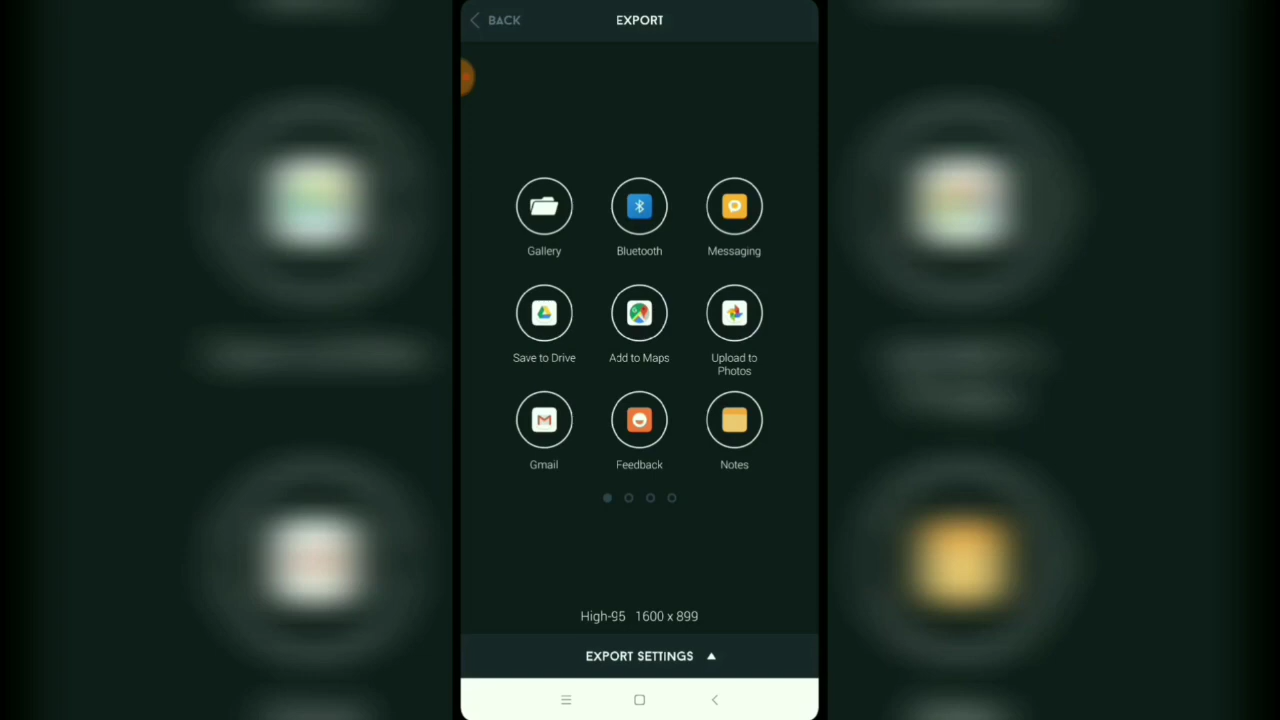 BACK
EXPORT
Gallery
Bluetooth
Messaging
Save to Drive
Add to Maps
Upload to
Photos
Gmail
Feedback
Notes
High-95 1600 x 899
EXPORT SETTINGS